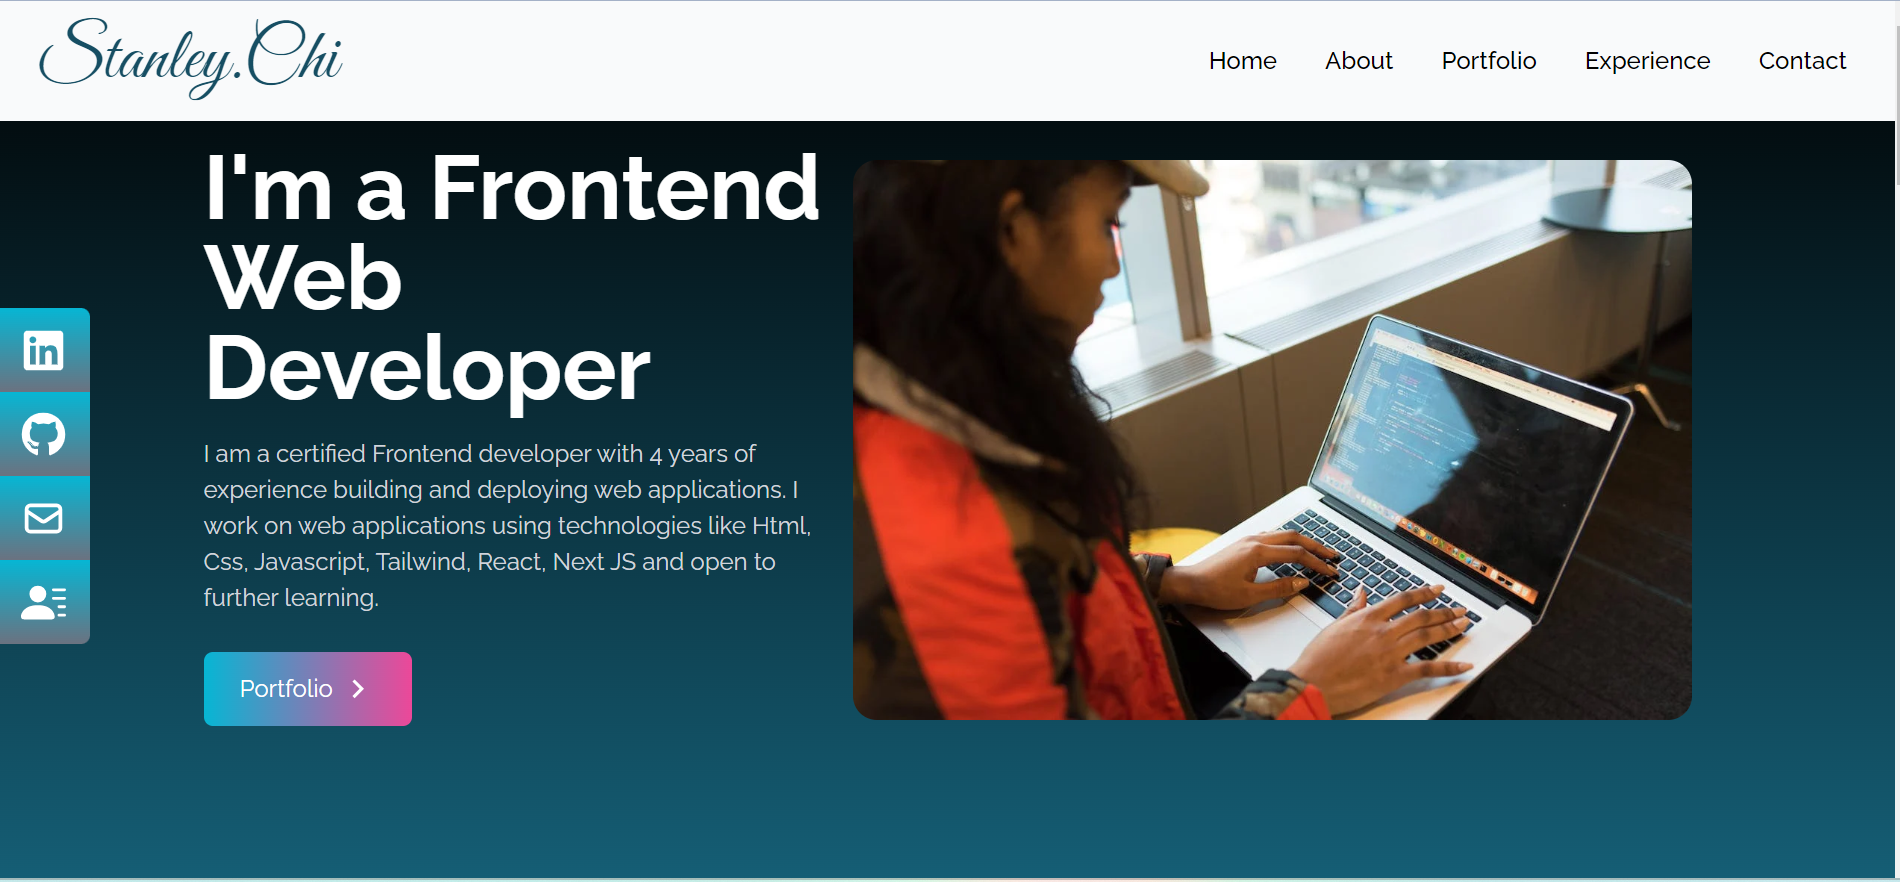 Stanley.Chi
Home About Portfolio Experience Contact
I'm a Frontend
Web
Developer
I am a certified Frontend developer with 4 years of
experience building and deploying web applications. I
work on web applications using technologies like Html,
Css, Javascript, Tailwind, React, Next JS and open to
further learning.
Portfolio
in